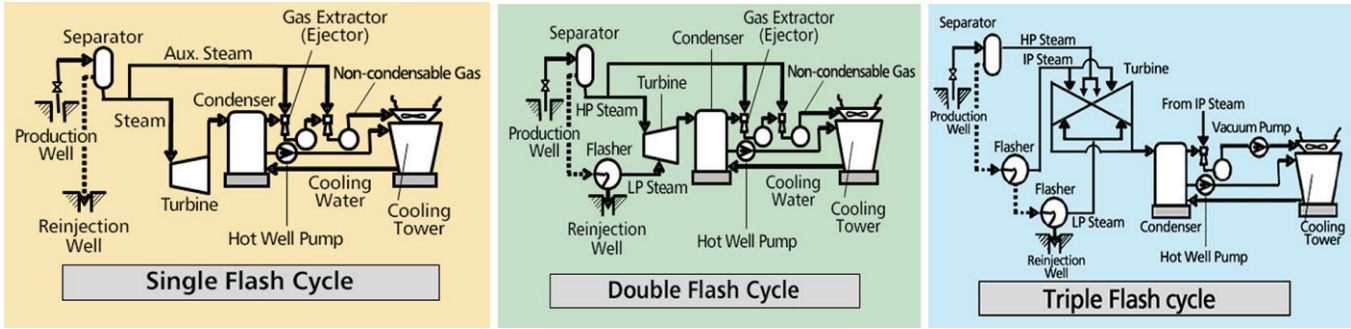 Separator
Gas Extractor
(Ejector)
Aux. Steam
Non-condensable Gas
Condenser
Steam
Production
Well
Turbine
Cooling
Water
Cooling
Tower
Reinjection
Well
Hot Well Pump
Single Flash Cycle
Separator
Condenser
Gas Extractor
(Ejector)
Turbine
Non-condensable Gas
HP Steam
Production
Well
Flasher
LP Steam
Cooling
Water
Cooling
Tower
Reinjection
Well
Hot Well Pump
Double Flash Cycle
Separator
HP Steam
IP Steam
Turbine
Production
Well
From IP Steam
Vacuum Pump
Flasher
Flasher
LP Steam
Condenser
Cooling
Tower
Reinjection
Well
Hot Well Pump
Triple Flash cycle